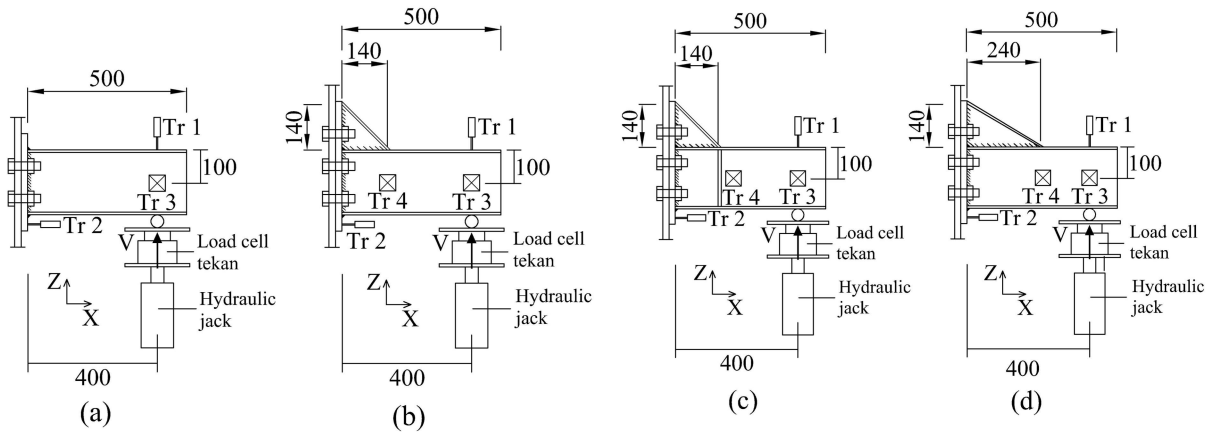 500
Tr 1
100
Tr 3
Tr 2
V
Load cell
tekan
Z
X
Hydraulic
jack
400
(a)
500
140
140
Tr 1
100
Tr 4
Tr 3
Tr 2
V
Load cell
tekan
Z
X
Hydraulic
jack
400
(b)
500
140
140
Tr 1
100
Tr 4
Tr 3
Tr 2
V
Load cell
tekan
Z
X
Hydraulic
jack
400
(c)
500
240
140
Tr 1
100
Tr 4
Tr 3
Tr 2
V
Load cell
tekan
Z
X
Hydraulic
jack
400
(d)